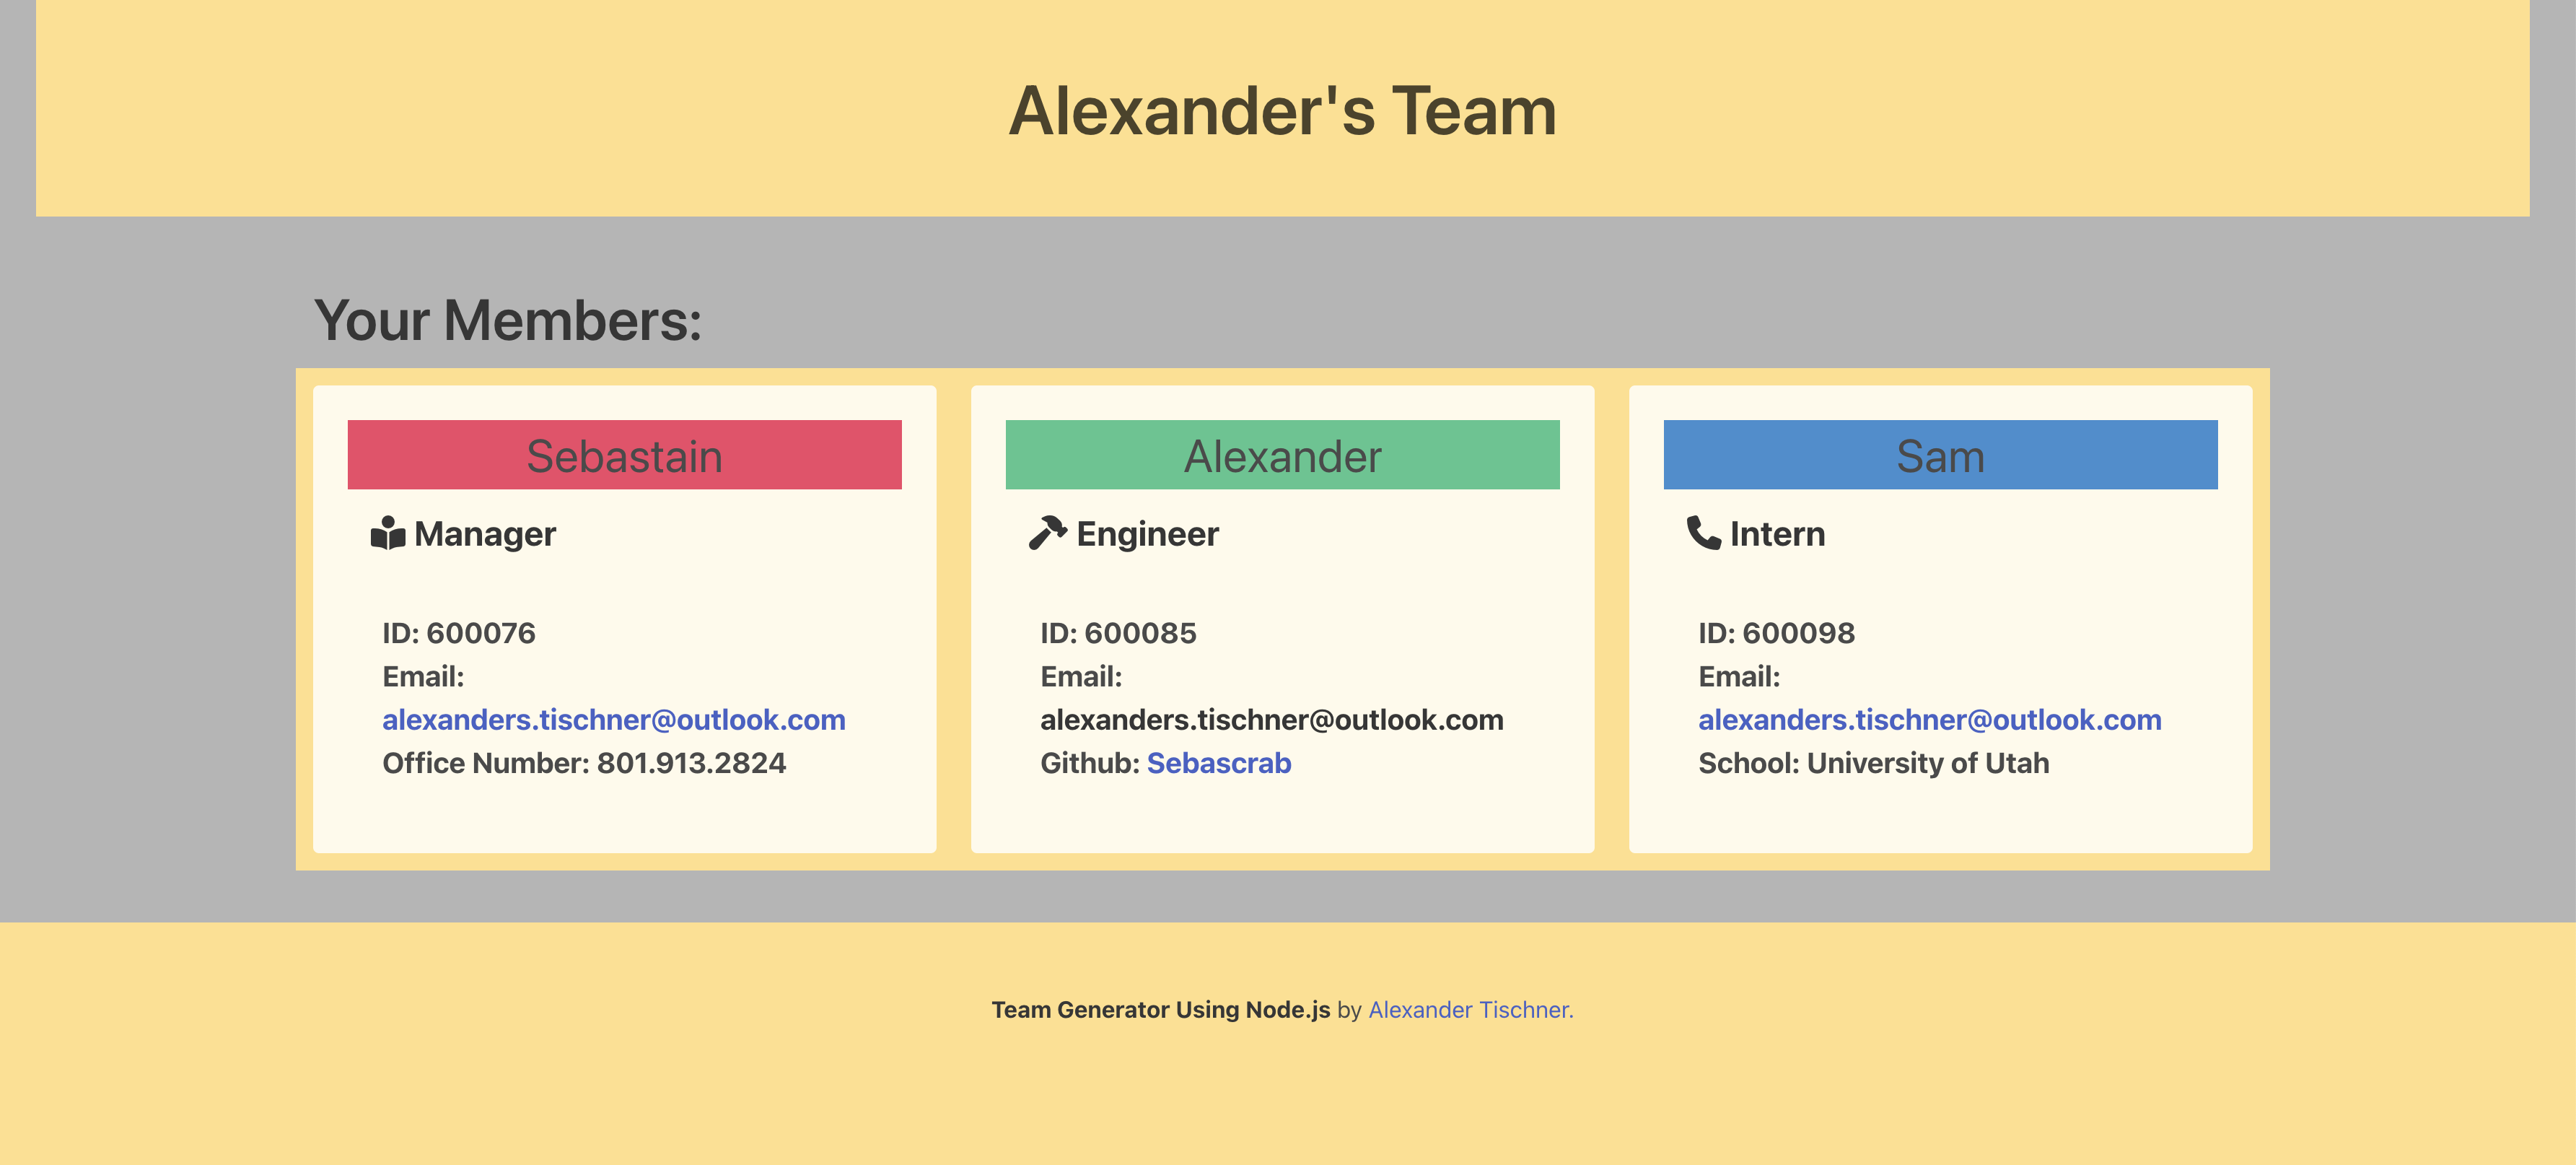 Alexander's Team
Your Members:
Sebastain
Manager
ID: 600076
Email:
alexanders.tischner@outlook.com
Office Number: 801.913.2824
Alexander
Engineer
ID: 600085
Email:
alexanders.tischner@outlook.com
Github: Sebascrab
Sam
Intern
ID: 600098
Email:
alexanders.tischner@outlook.com
School: University of Utah
Team Generator Using Node.js by Alexander Tischner.